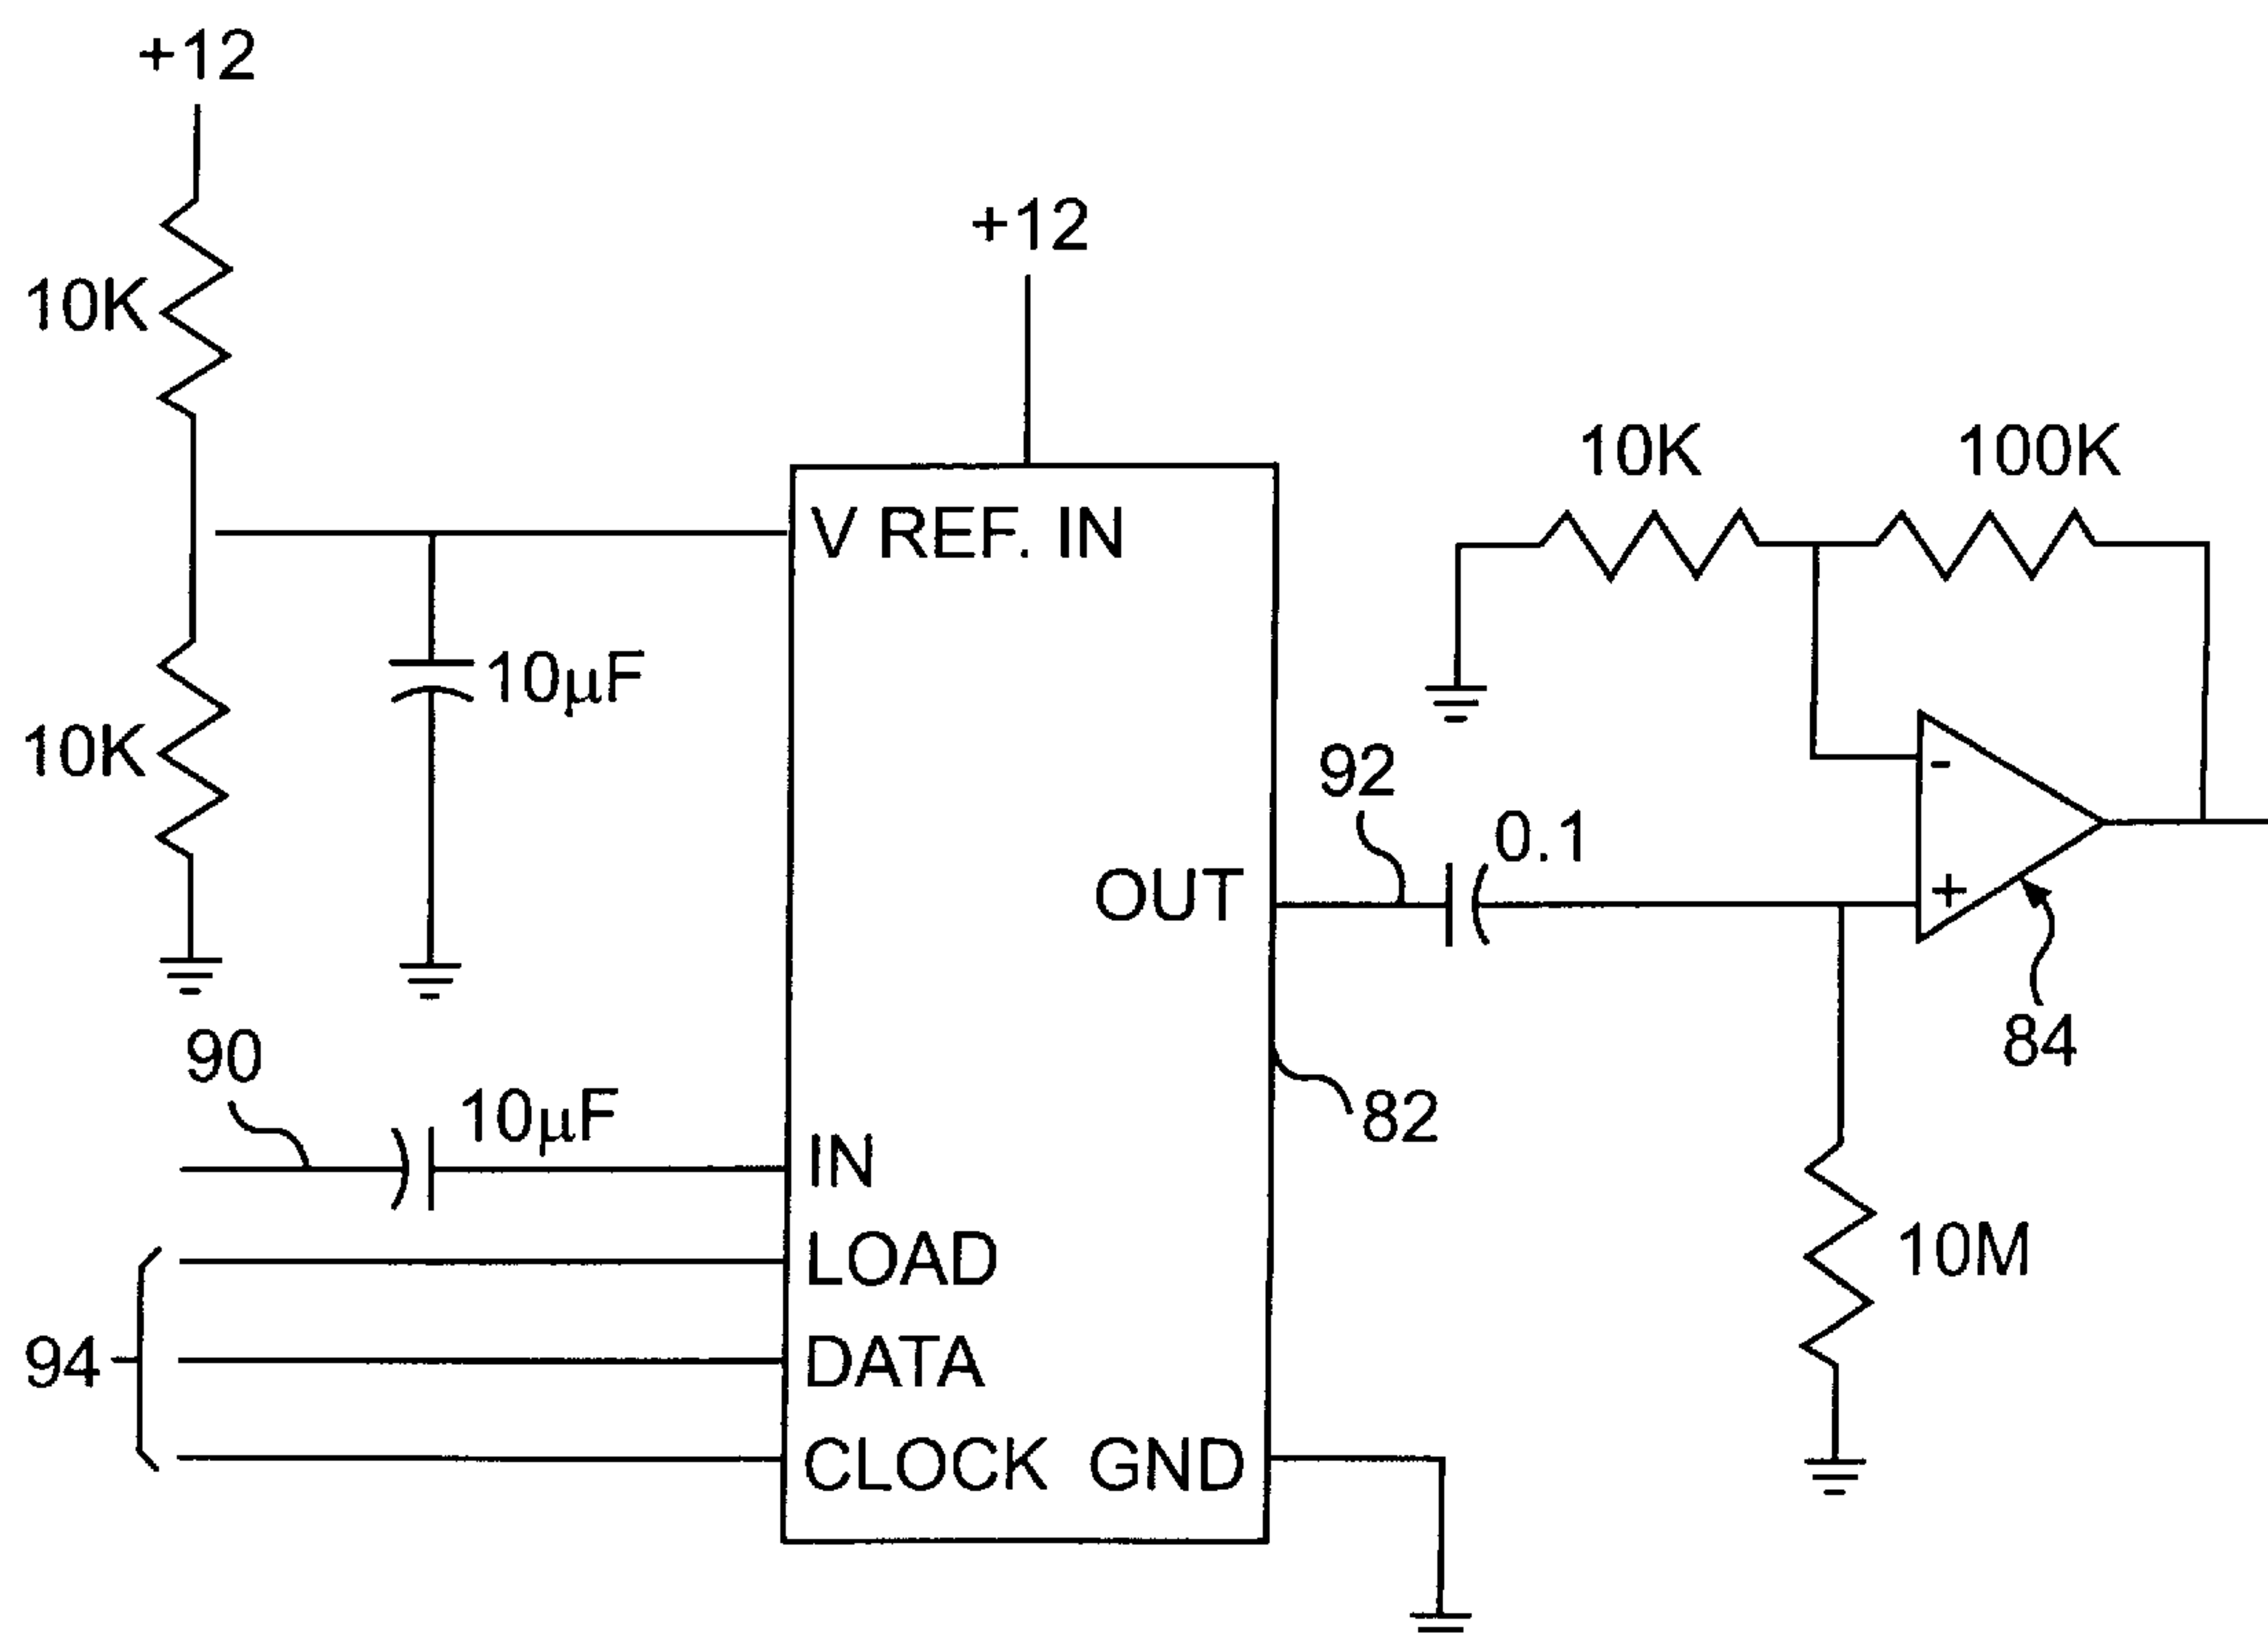 +12
+12
10K
10K
100K
V REF. IN
10µF
10K
92
0.1
-
OUT
+
84
90
10µF
82
IN
LOAD
10M
94
DATA
CLOCK GND